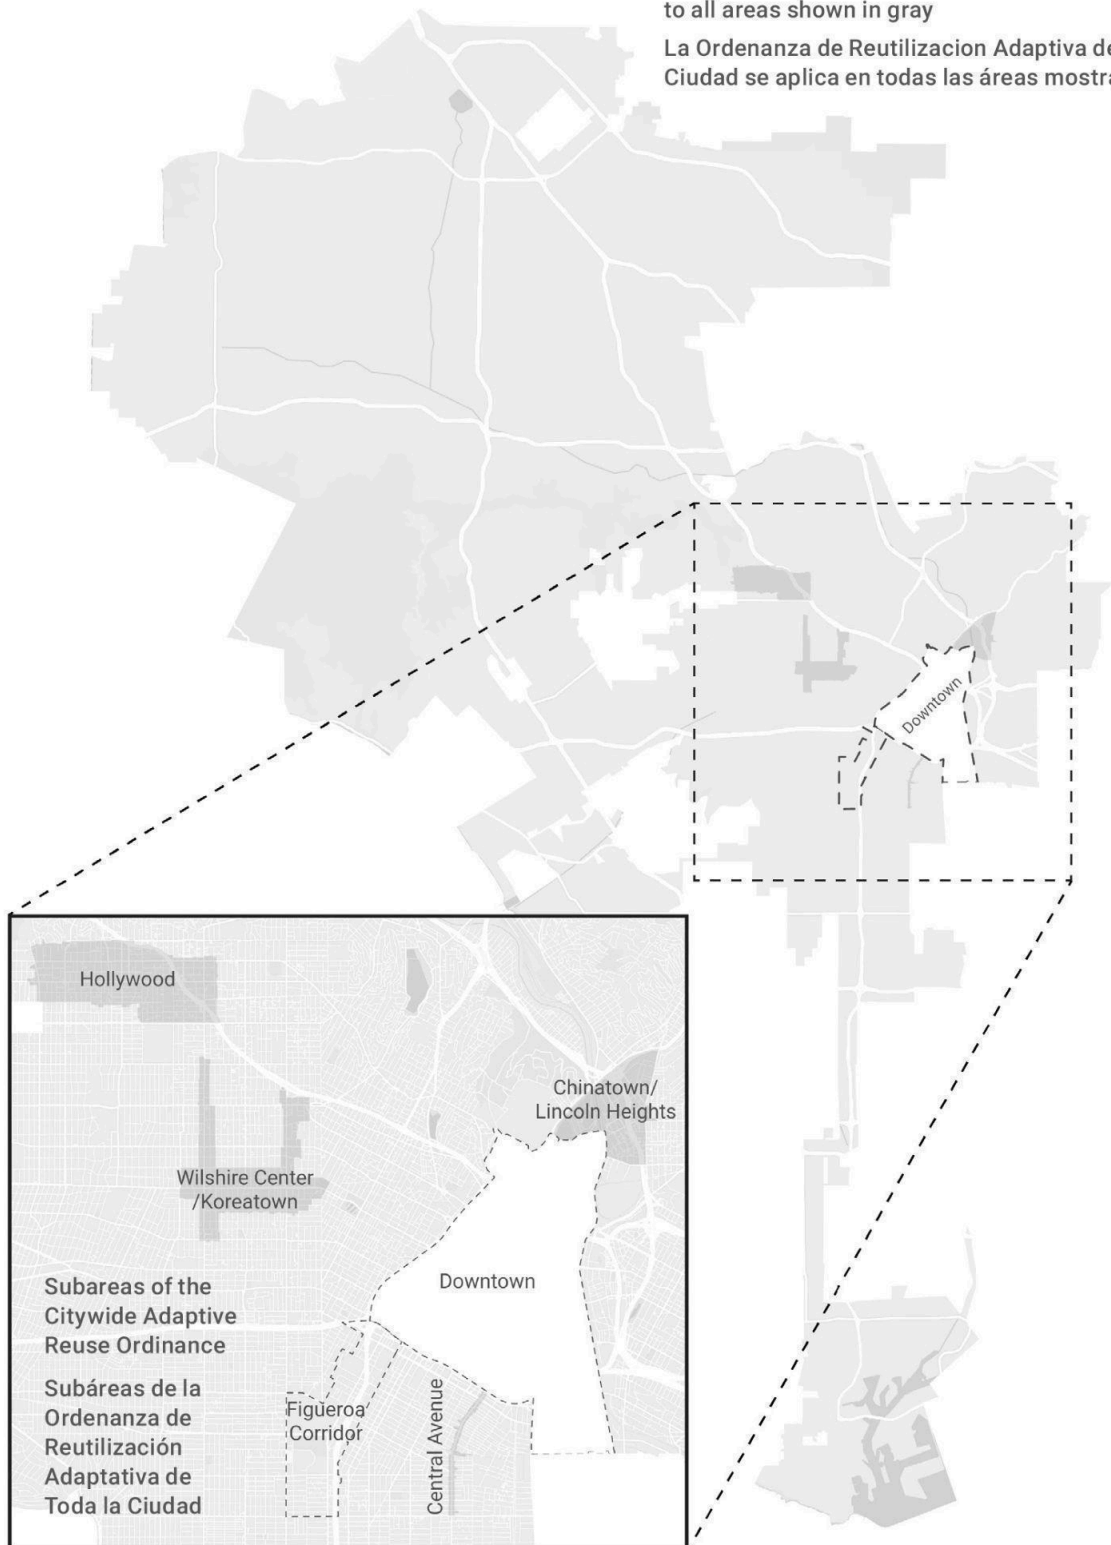 to all areas shown in gray
La Ordenanza de Reutilizacion Adaptiva de
Ciudad se aplica en todas las áreas
Downtown
Hollywood
Chinatown/
Lincoln Heights
Wilshire Center
/Koreatown
Downtown
Subareas of the
Citywide Adaptive
Reuse Ordinance
Subáreas de la
Ordenanza de
Reutilización
Adaptativa de
Toda la Ciudad
Figueroa
Corridor
Central Avenue